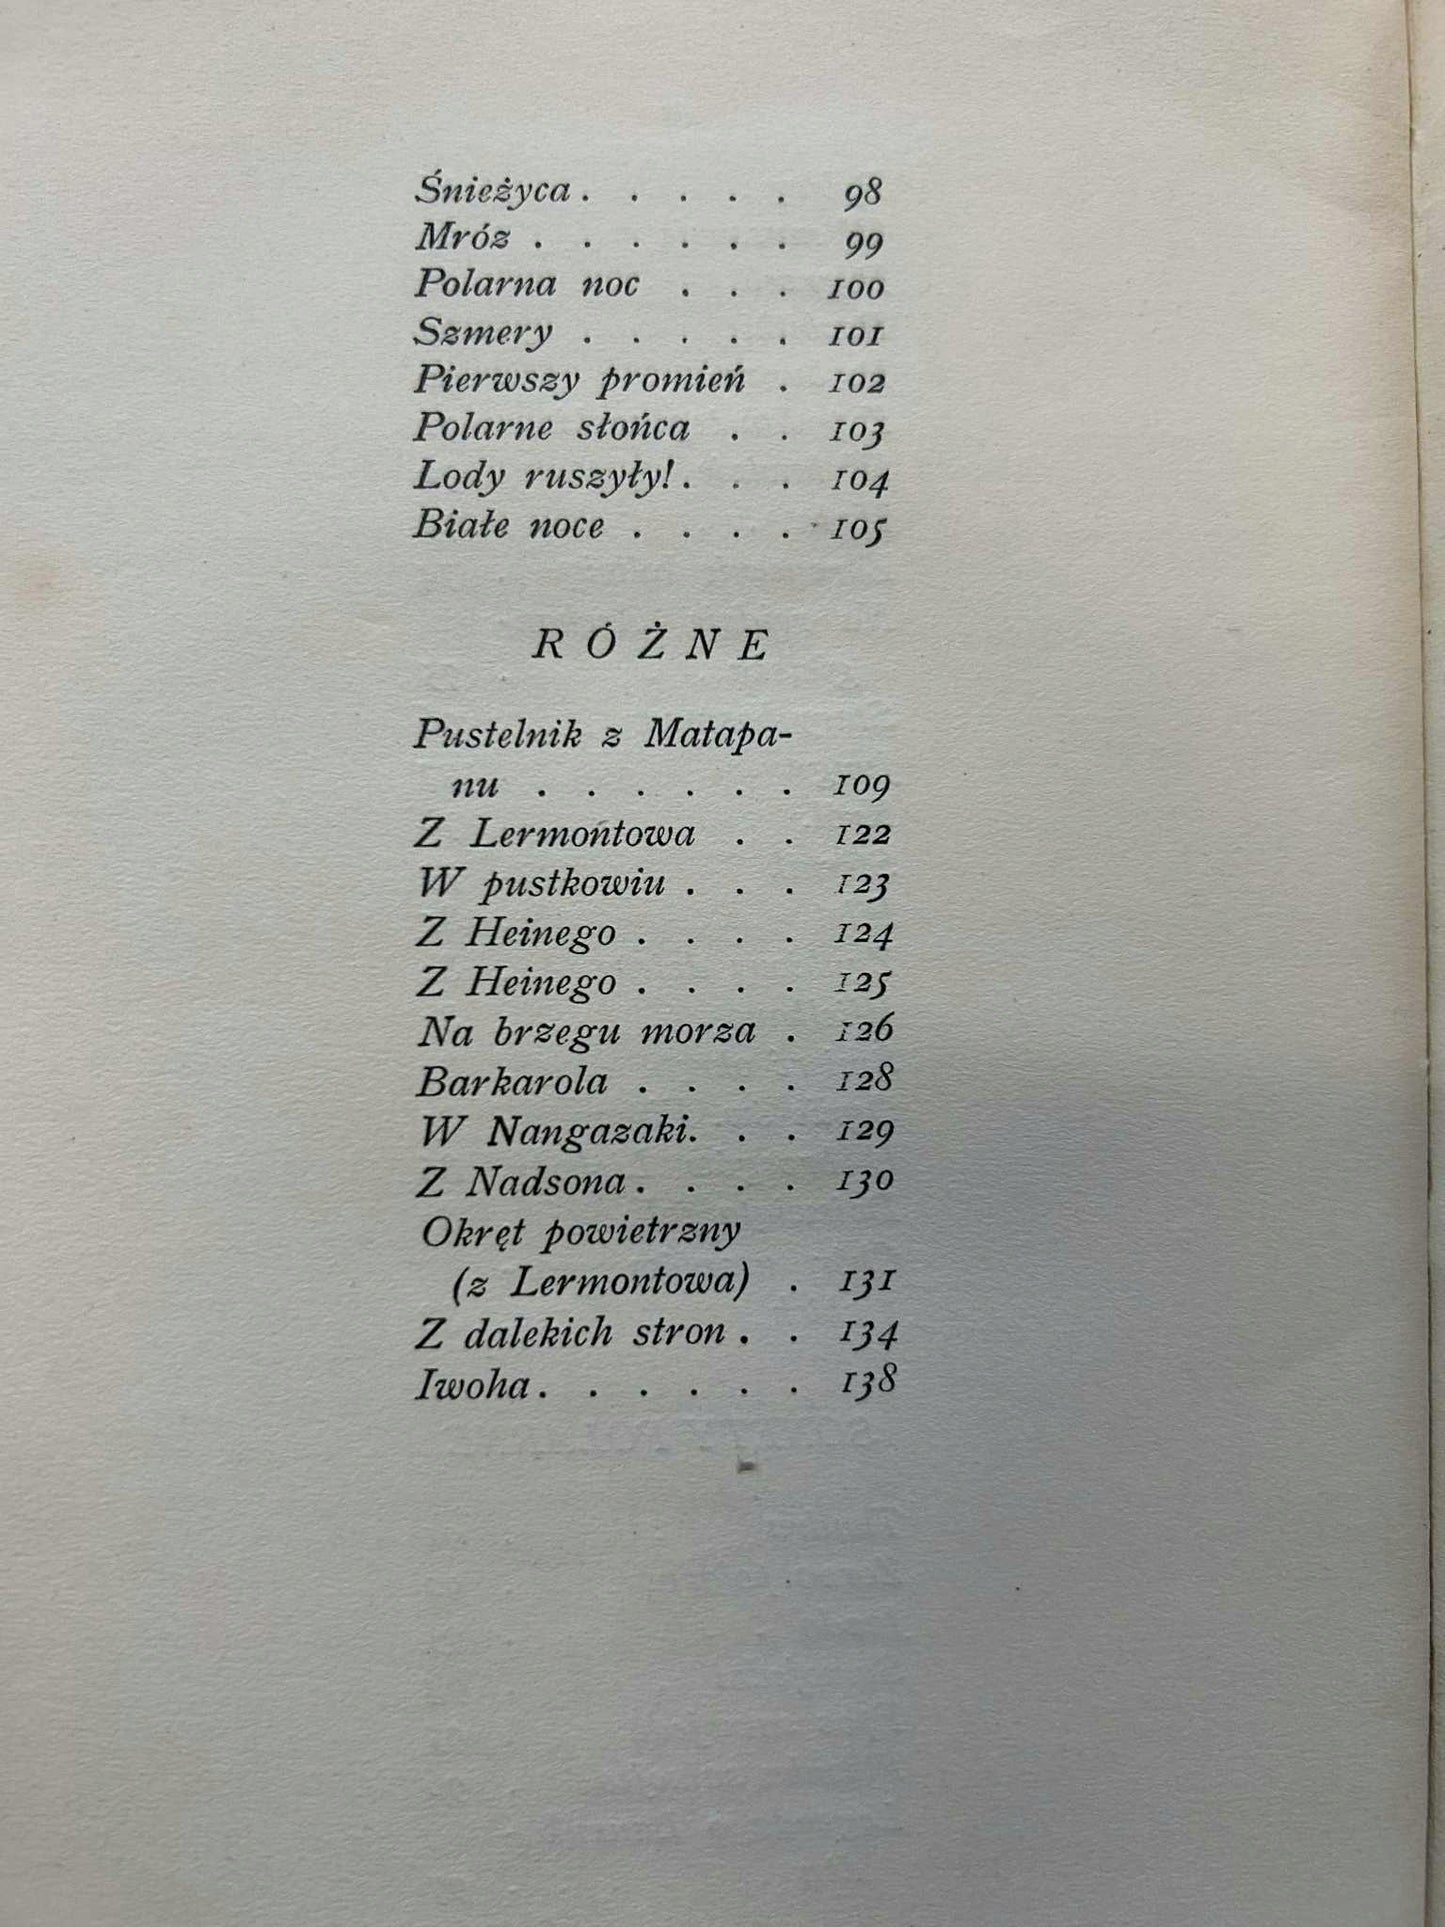 Śnieżyca . . . . . 98
Mróz . . . . . . 99
Polarna noc . . . 100
Szmery . . . . . 101
Pierwszy promień . 102
Polarne słońca . . 103
Lody ruszyły! . . . 104
Białe noce . . . . 105
RÓŻNE
Pustelnik z Matapa-
nu . . . . . . 109
Z Lermontowa . . 122
W pustkowiu . . . 123
Z Heinego . . . . 124
Z Heinego . . . . 125
Na brzegu morza . 126
Barkarola . . . . 128
W Nangazaki. . . 129
Z Nadsona . . . . 130
Okręt powietrzny
(z Lermontowa) . 131
Z dalekich stron . . 134
Iwoha . . . . . . 138